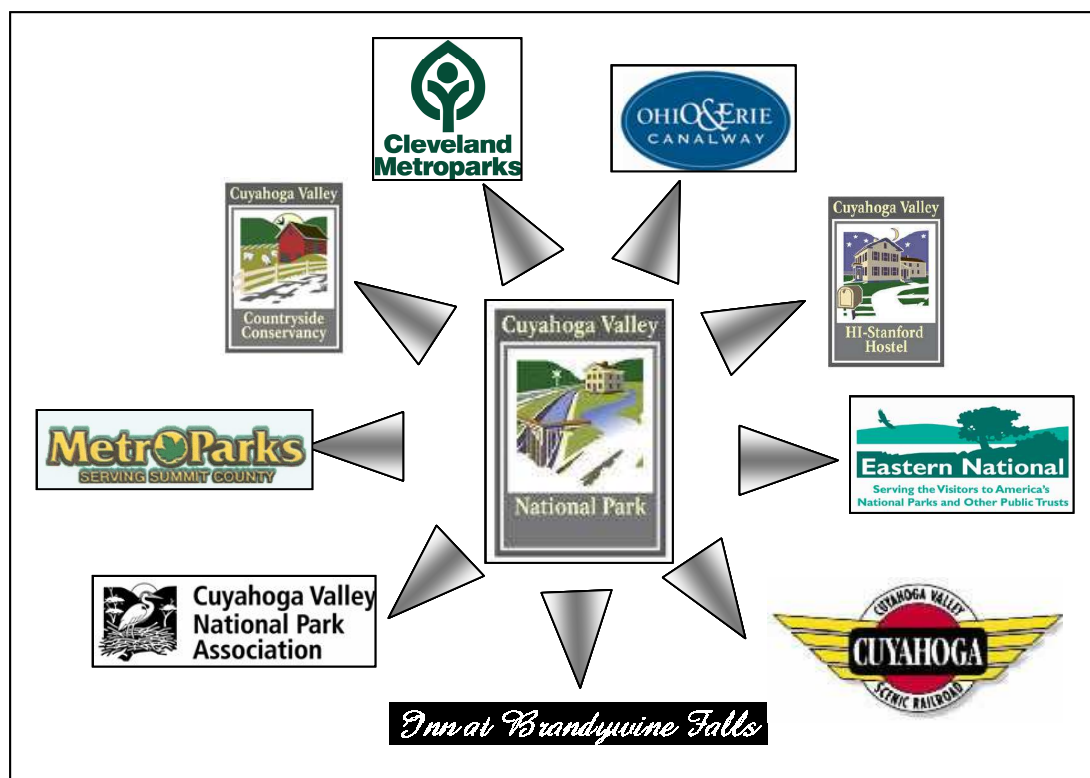 Cleveland
Metroparks
OHIO&ERIE
CANALWAY
Cuyahoga Valley
Countryside
Conservancy
Cuyahoga Valley
HI-Stanford
Hostel
Cuyahoga Valley
National Park
MetroParks
SERVING SUMMIT COUNTY
Eastern National
Serving the Visitors to America's
National Parks and Other Public Trusts
Cuyahoga Valley
National Park
Association
CUYAHOGA VALLEY
CUYAHOGA
SCENIC RAILROAD
Inn at Brandywine Falls